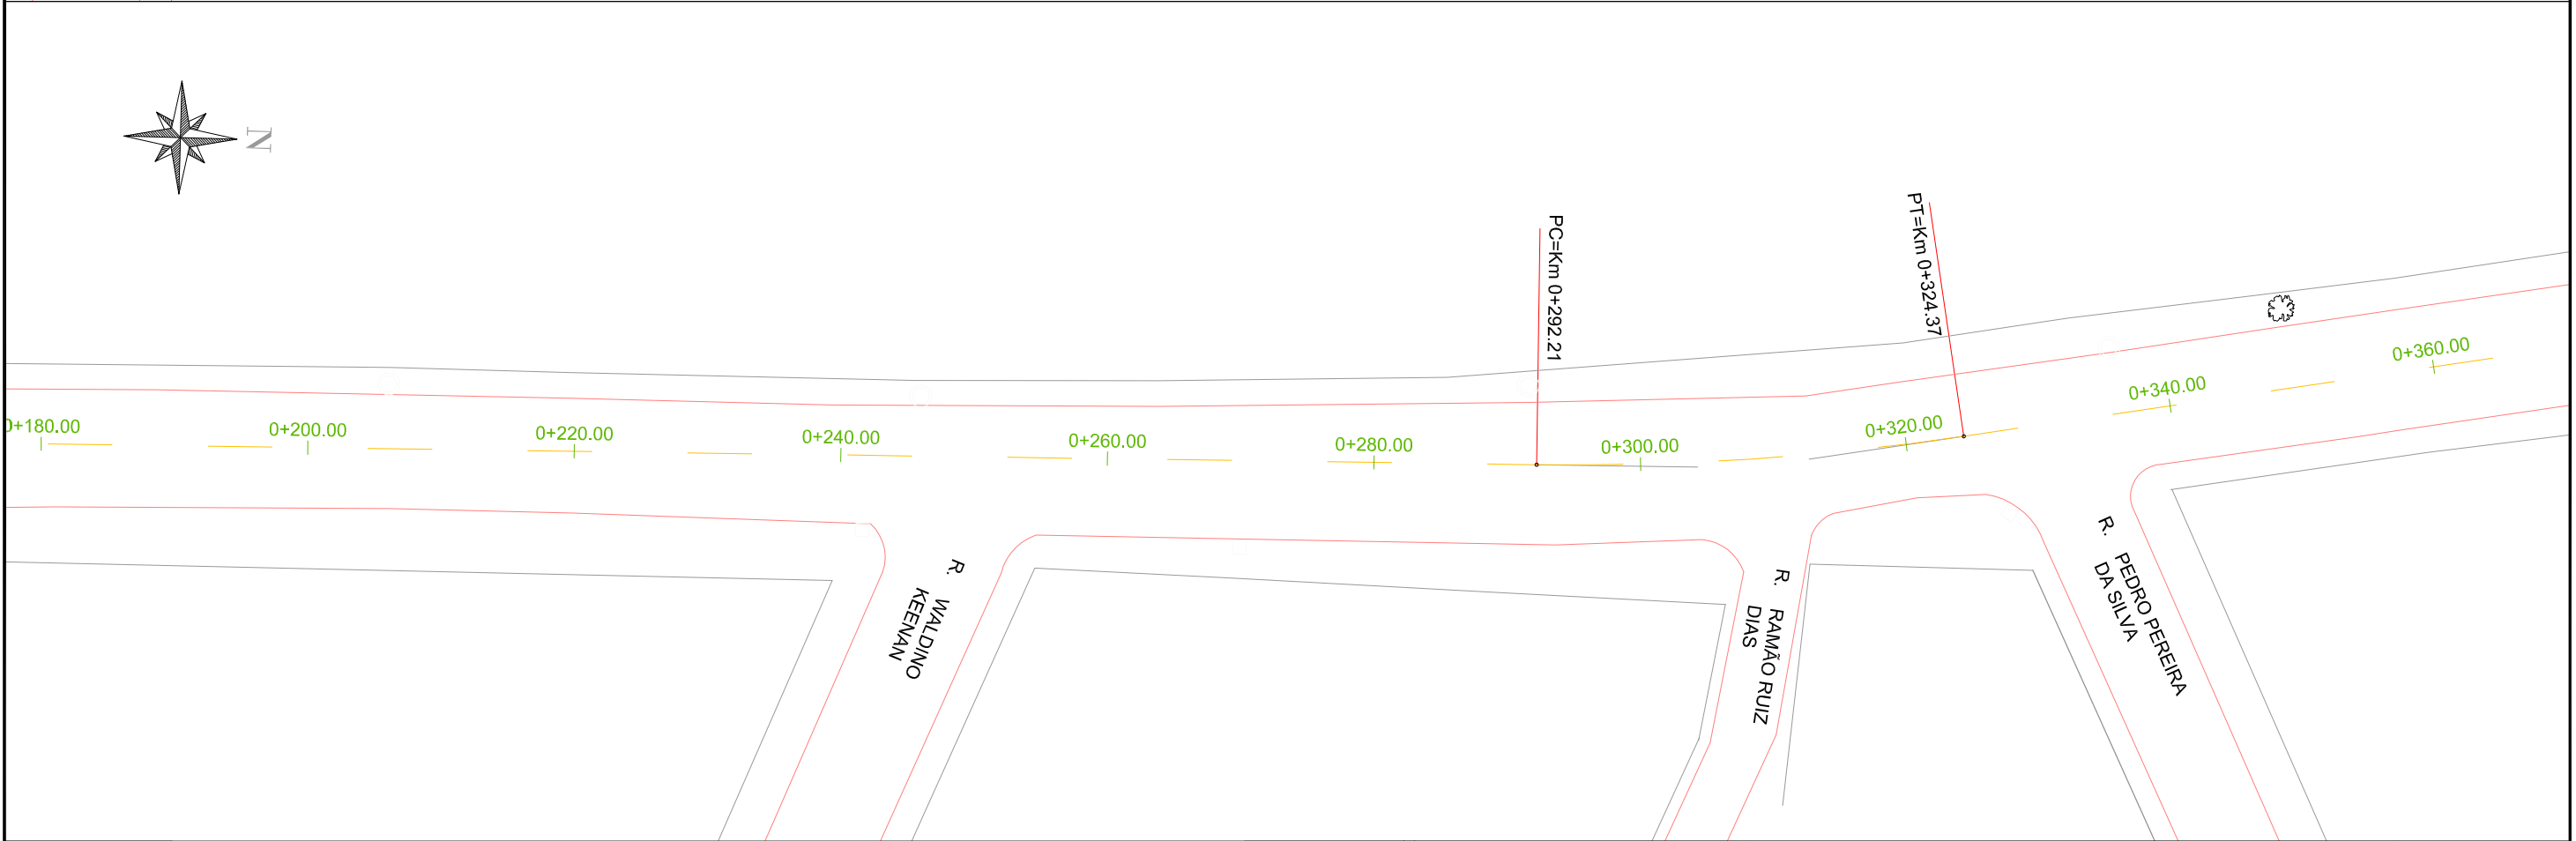 N
PC=Km 0+292.21
PT=Km 0+324.37
0+180.00
0+200.00
0+220.00
0+240.00
0+260.00
0+280.00
0+300.00
0+320.00
0+340.00
0+360.00
R. WALDINO
KEENAN
R. RAMÃO RUIZ
DIAS
R. PEDRO PEREIRA
DA SILVA